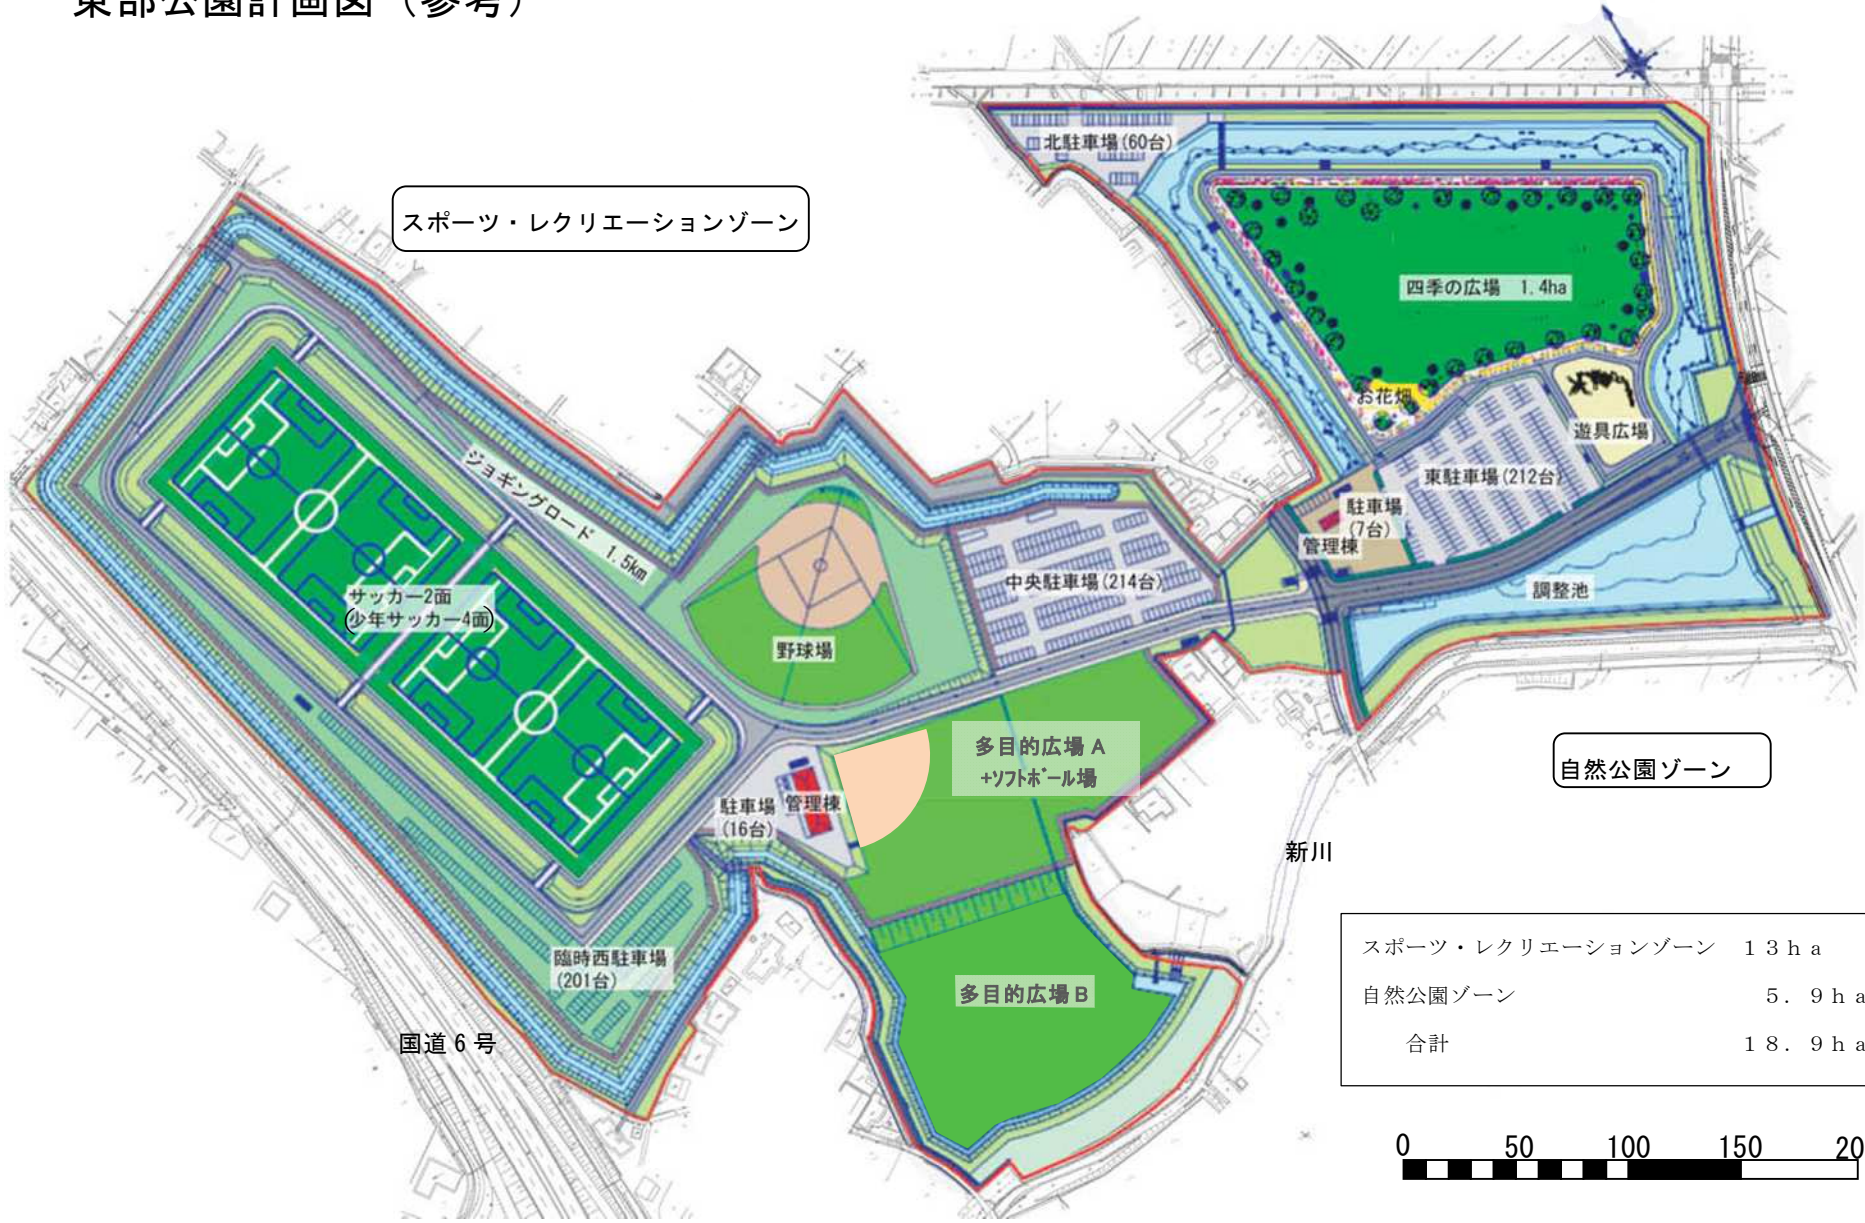 東部公園計画図（参考）
北駐車場(60台)
スポーツ・レクリエーションゾーン
四季の広場 1.4ha
お花畑
遊具広場
ジョギングロード 1.5km
東駐車場(212台)
駐車場
(7台)
管理棟
中央駐車場(214台)
調整池
サッカー2面
(少年サッカー4面)
野球場
多目的広場A
+ソフトボール場
自然公園ゾーン
駐車場
(16台)
管理棟
新川
臨時西駐車場
(201台)
多目的広場B
国道6号
スポーツ・レクリエーションゾーン １３ｈａ
自然公園ゾーン ５．９ｈａ
合計 １８．９ｈａ
0 50 100 150 20